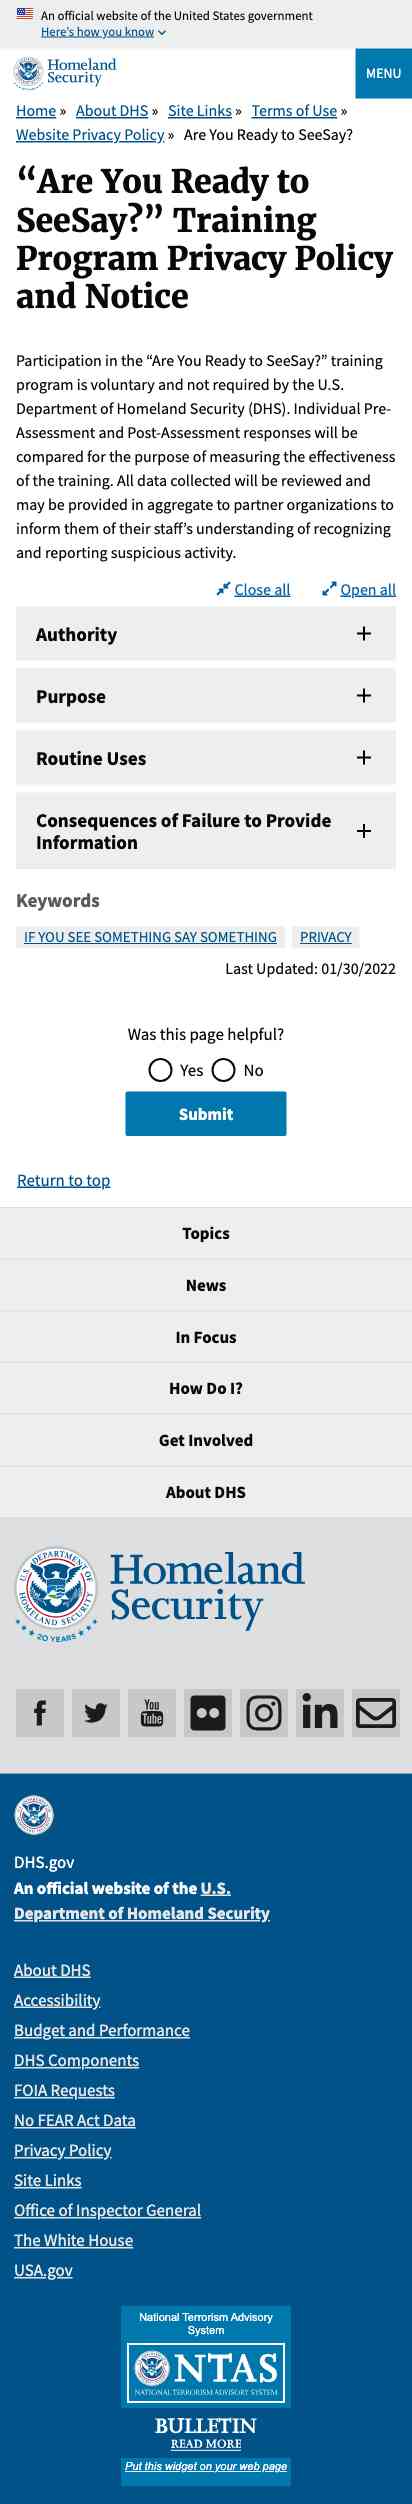 An official website of the United States government
Here's how you know
Homeland
Security
MENU
Home » About DHS » Site Links » Terms of Use »
Website Privacy Policy » Are You Ready to SeeSay?
“Are You Ready to
SeeSay?” Training
Program Privacy Policy
and Notice
Participation in the “Are You Ready to SeeSay?” training
program is voluntary and not required by the U.S.
Department of Homeland Security (DHS). Individual Pre-
Assessment and Post-Assessment responses will be
compared for the purpose of measuring the effectiveness
of the training. All data collected will be reviewed and
may be provided in aggregate to partner organizations to
inform them of their staff’s understanding of recognizing
and reporting suspicious activity.
Close all Open all
Authority
Purpose
Routine Uses
Consequences of Failure to Provide
Information
Keywords
IF YOU SEE SOMETHING SAY SOMETHING PRIVACY
Last Updated: 01/30/2022
Was this page helpful?
Yes No
Submit
Return to top
Topics
News
In Focus
How Do I?
Get Involved
About DHS
U.S. DEPARTMENT OF HOMELAND SECURITY
20 YEARS
Homeland
Security
You
Tube
in
DHS.gov
An official website of the U.S.
Department of Homeland Security
About DHS
Accessibility
Budget and Performance
DHS Components
FOIA Requests
No FEAR Act Data
Privacy Policy
Site Links
Office of Inspector General
The White House
USA.gov
National Terrorism Advisory
System
NTAS
NATIONAL TERRORISM ADVISORY SYSTEM
BULLETIN
READ MORE
Put this widget on your web page